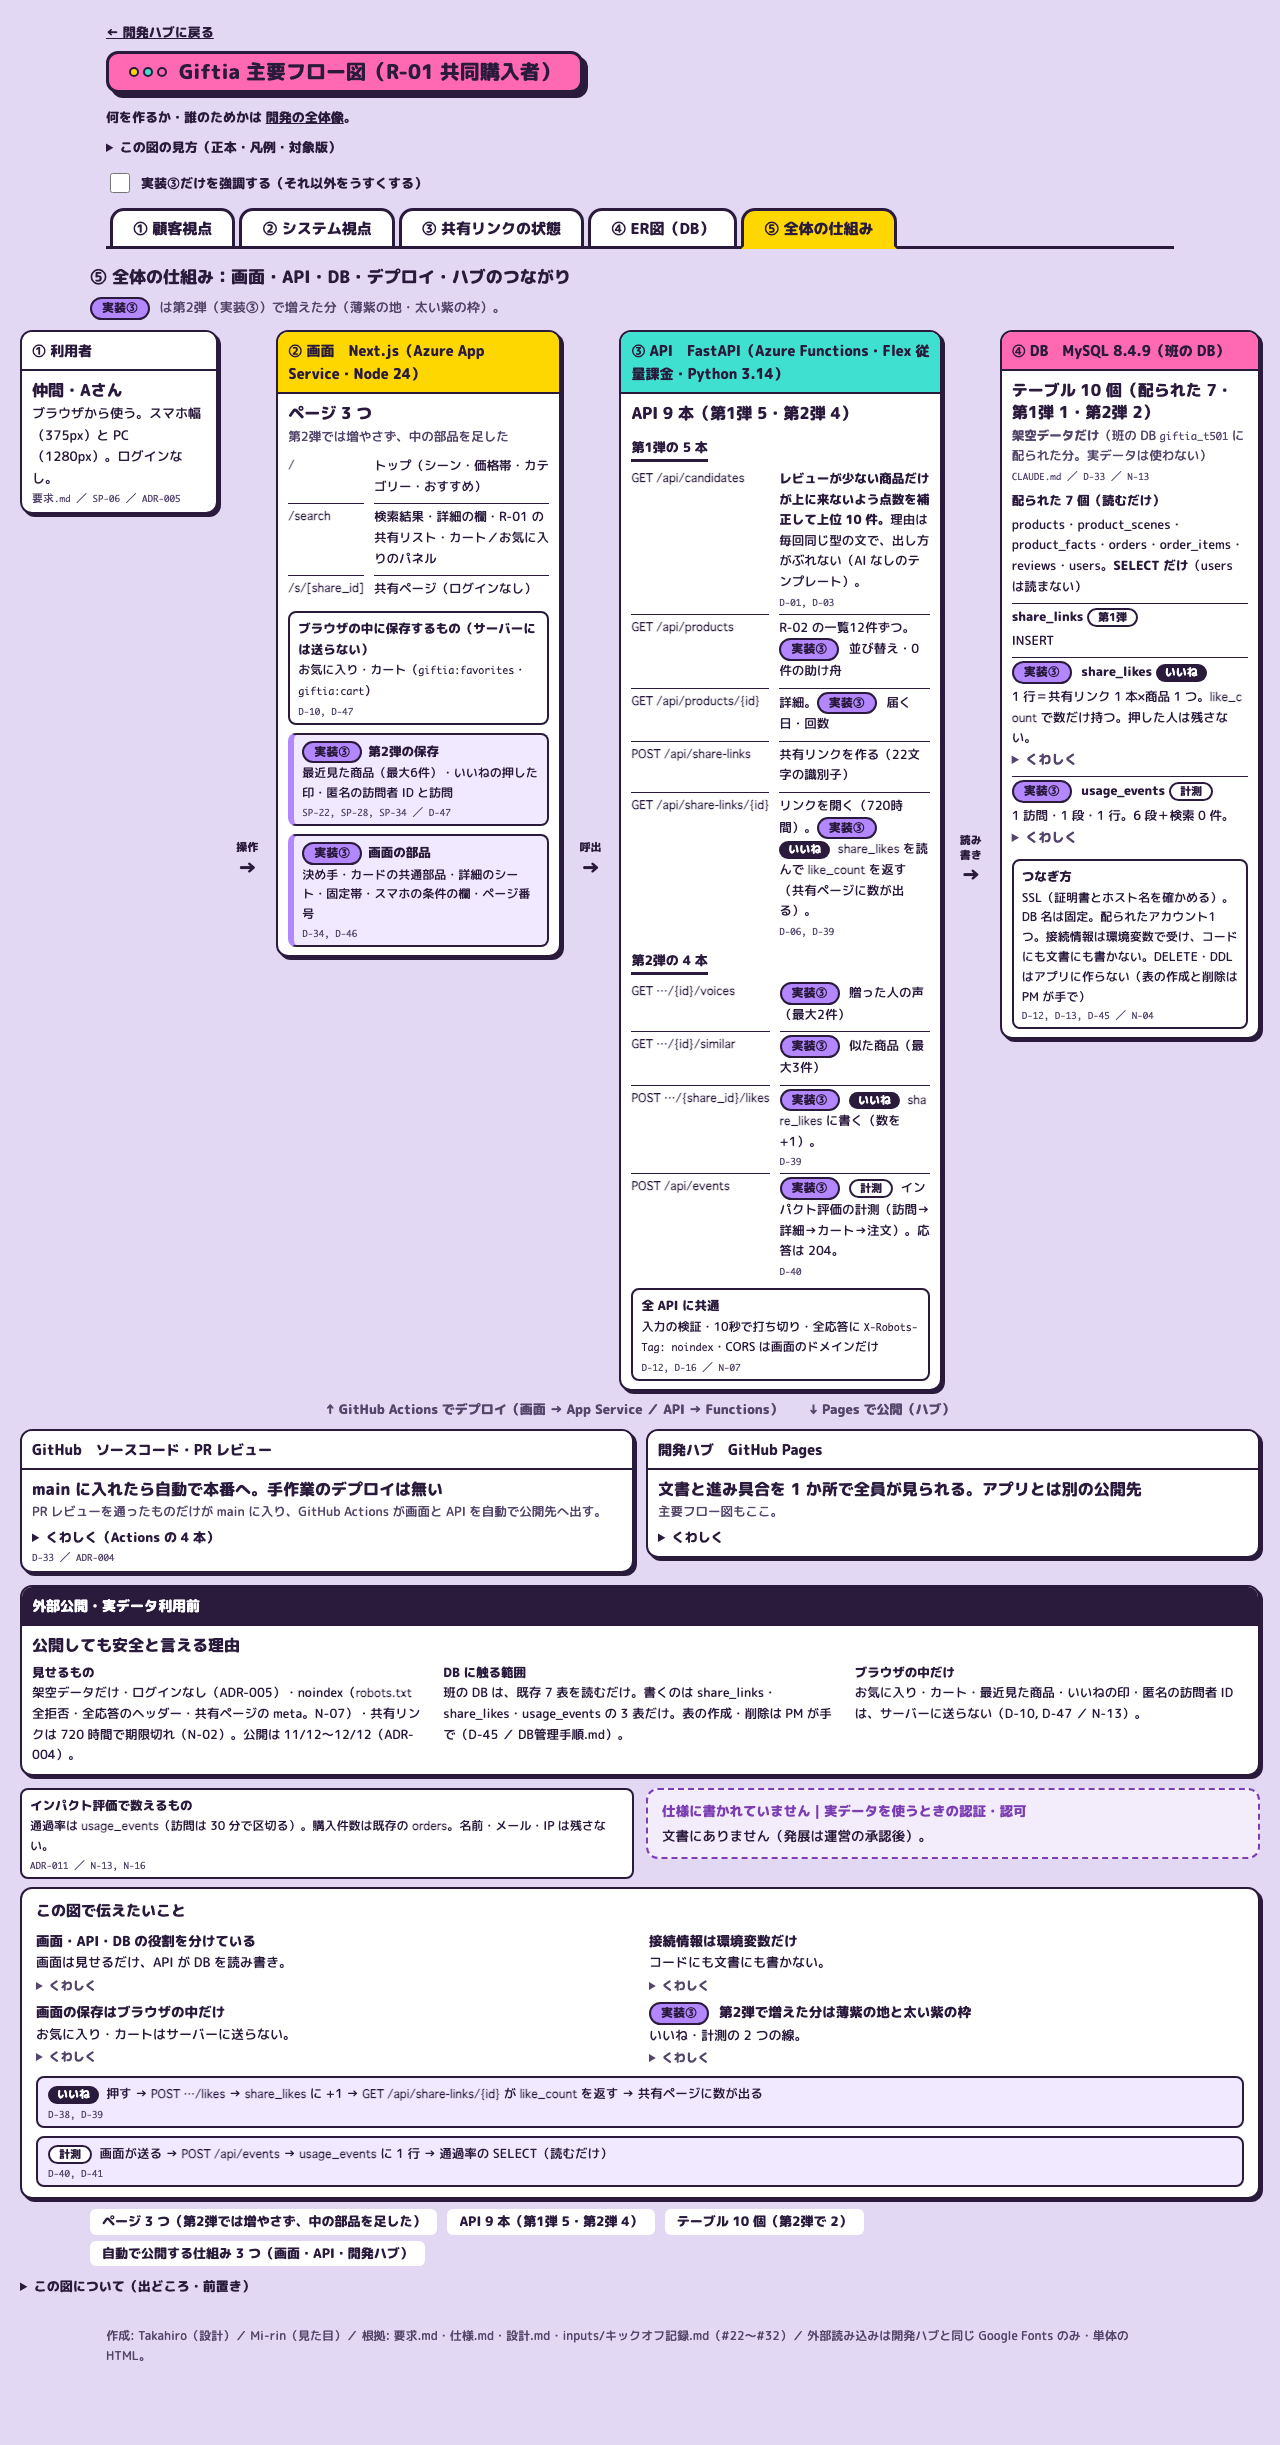 ← 開発ハブに戻る
Giftia 主要フロー図（R-01 共同購入者）
何を作るか・誰のためかは 開発の全体像。
▶ この図の見方（正本・凡例・対象版）
実装③だけを強調する（それ以外をうすくする）
① 顧客視点
② システム視点
③ 共有リンクの状態
④ ER図（DB）
⑤ 全体の仕組み
⑤ 全体の仕組み：画面・API・DB・デプロイ・ハブのつながり
実装③ は第2弾（実装③）で増えた分（薄紫の地・太い紫の枠）。
① 利用者
仲間・Aさん
ブラウザから使う。スマホ幅
（375px）と PC
（1280px）。ログインな
し。
要求.md ／ SP-06 ／ ADR-005
操作
→
② 画面　Next.js（Azure App
Service・Node 24）
ページ 3 つ
第2弾では増やさず、中の部品を足した
/
トップ（シーン・価格帯・カテ
ゴリー・おすすめ）
/search
検索結果・詳細の欄・R-01 の
共有リスト・カート／お気に入
りのパネル
/s/[share_id]
共有ページ（ログインなし）
ブラウザの中に保存するもの（サーバーに
は送らない）
お気に入り・カート（giftia:favorites・
giftia:cart）
D-10, D-47
実装③ 第2弾の保存
最近見た商品（最大6件）・いいねの押した
印・匿名の訪問者 ID と訪問
SP-22, SP-28, SP-34 ／ D-47
実装③ 画面の部品
決め手・カードの共通部品・詳細のシー
ト・固定帯・スマホの条件の欄・ページ番
号
D-34, D-46
呼出
→
③ API　FastAPI（Azure Functions・Flex 従
量課金・Python 3.14）
API 9 本（第1弾 5・第2弾 4）
第1弾の 5 本
GET /api/candidates
レビューが少ない商品だけ
が上に来ないよう点数を補
正して上位 10 件。理由は
毎回同じ型の文で、出し方
がぶれない（AI なしのテ
ンプレート）。
D-01, D-03
GET /api/products
R-02 の一覧12件ずつ。
実装③ 並び替え・0
件の助け舟
GET /api/products/{id}
詳細。実装③ 届く
日・回数
POST /api/share-links
共有リンクを作る（22文
字の識別子）
GET /api/share-links/{id}
リンクを開く（720時
間）。実装③
いいね share_likes を読
んで like_count を返す
（共有ページに数が出
る）。
D-06, D-39
第2弾の 4 本
GET …/{id}/voices
実装③ 贈った人の声
（最大2件）
GET …/{id}/similar
実装③ 似た商品（最
大3件）
POST …/{share_id}/likes
実装③ いいね sha
re_likes に書く（数を
+1）。
D-39
POST /api/events
実装③ 計測 イン
パクト評価の計測（訪問→
詳細→カート→注文）。応
答は 204。
D-40
全 API に共通
入力の検証・10秒で打ち切り・全応答に X-Robots-
Tag: noindex・CORS は画面のドメインだけ
D-12, D-16 ／ N-07
読み
書き
→
④ DB　MySQL 8.4.9（班の DB）
テーブル 10 個（配られた 7・
第1弾 1・第2弾 2）
架空データだけ（班の DB giftia_t501 に
配られた分。実データは使わない）
CLAUDE.md ／ D-33 ／ N-13
配られた 7 個（読むだけ）
products・product_scenes・
product_facts・orders・order_items・
reviews・users。SELECT だけ（users
は読まない）
share_links 第1弾
INSERT
実装③ share_likes いいね
1 行＝共有リンク 1 本×商品 1 つ。like_c
ount で数だけ持つ。押した人は残さな
い。
▶ くわしく
実装③ usage_events 計測
1 訪問・1 段・1 行。6 段＋検索 0 件。
▶ くわしく
つなぎ方
SSL（証明書とホスト名を確かめる）。
DB 名は固定。配られたアカウント1
つ。接続情報は環境変数で受け、コード
にも文書にも書かない。DELETE・DDL
はアプリに作らない（表の作成と削除は
PM が手で）
D-12, D-13, D-45 ／ N-04
↑ GitHub Actions でデプロイ（画面 → App Service ／ API → Functions）　　↓ Pages で公開（ハブ）
GitHub　ソースコード・PR レビュー
main に入れたら自動で本番へ。手作業のデプロイは無い
PR レビューを通ったものだけが main に入り、GitHub Actions が画面と API を自動で公開先へ出す。
▶ くわしく（Actions の 4 本）
D-33 ／ ADR-004
開発ハブ　GitHub Pages
文書と進み具合を 1 か所で全員が見られる。アプリとは別の公開先
主要フロー図もここ。
▶ くわしく
外部公開・実データ利用前
公開しても安全と言える理由
見せるもの
架空データだけ・ログインなし（ADR-005）・noindex（robots.txt
全拒否・全応答のヘッダー・共有ページの meta。N-07）・共有リン
クは 720 時間で期限切れ（N-02）。公開は 11/12〜12/12（ADR-
004）。
DB に触る範囲
班の DB は、既存 7 表を読むだけ。書くのは share_links・
share_likes・usage_events の 3 表だけ。表の作成・削除は PM が手
で（D-45 ／ DB管理手順.md）。
ブラウザの中だけ
お気に入り・カート・最近見た商品・いいねの印・匿名の訪問者 ID
は、サーバーに送らない（D-10, D-47 ／ N-13）。
インパクト評価で数えるもの
通過率は usage_events（訪問は 30 分で区切る）。購入件数は既存の orders。名前・メール・IP は残さな
い。
ADR-011 ／ N-13, N-16
仕様に書かれていません｜実データを使うときの認証・認可
文書にありません（発展は運営の承認後）。
この図で伝えたいこと
画面・API・DB の役割を分けている
画面は見せるだけ、API が DB を読み書き。
▶ くわしく
接続情報は環境変数だけ
コードにも文書にも書かない。
▶ くわしく
画面の保存はブラウザの中だけ
お気に入り・カートはサーバーに送らない。
▶ くわしく
実装③ 第2弾で増えた分は薄紫の地と太い紫の枠
いいね・計測の 2 つの線。
▶ くわしく
いいね 押す → POST …/likes → share_likes に +1 → GET /api/share-links/{id} が like_count を返す → 共有ページに数が出る
D-38, D-39
計測 画面が送る → POST /api/events → usage_events に 1 行 → 通過率の SELECT（読むだけ）
D-40, D-41
ページ 3 つ（第2弾では増やさず、中の部品を足した）
API 9 本（第1弾 5・第2弾 4）
テーブル 10 個（第2弾で 2）
自動で公開する仕組み 3 つ（画面・API・開発ハブ）
▶ この図について（出どころ・前置き）
作成: Takahiro（設計）／ Mi-rin（見た目）／ 根拠: 要求.md・仕様.md・設計.md・inputs/キックオフ記録.md（#22〜#32）／ 外部読み込みは開発ハブと同じ Google Fonts のみ・単体の
HTML。